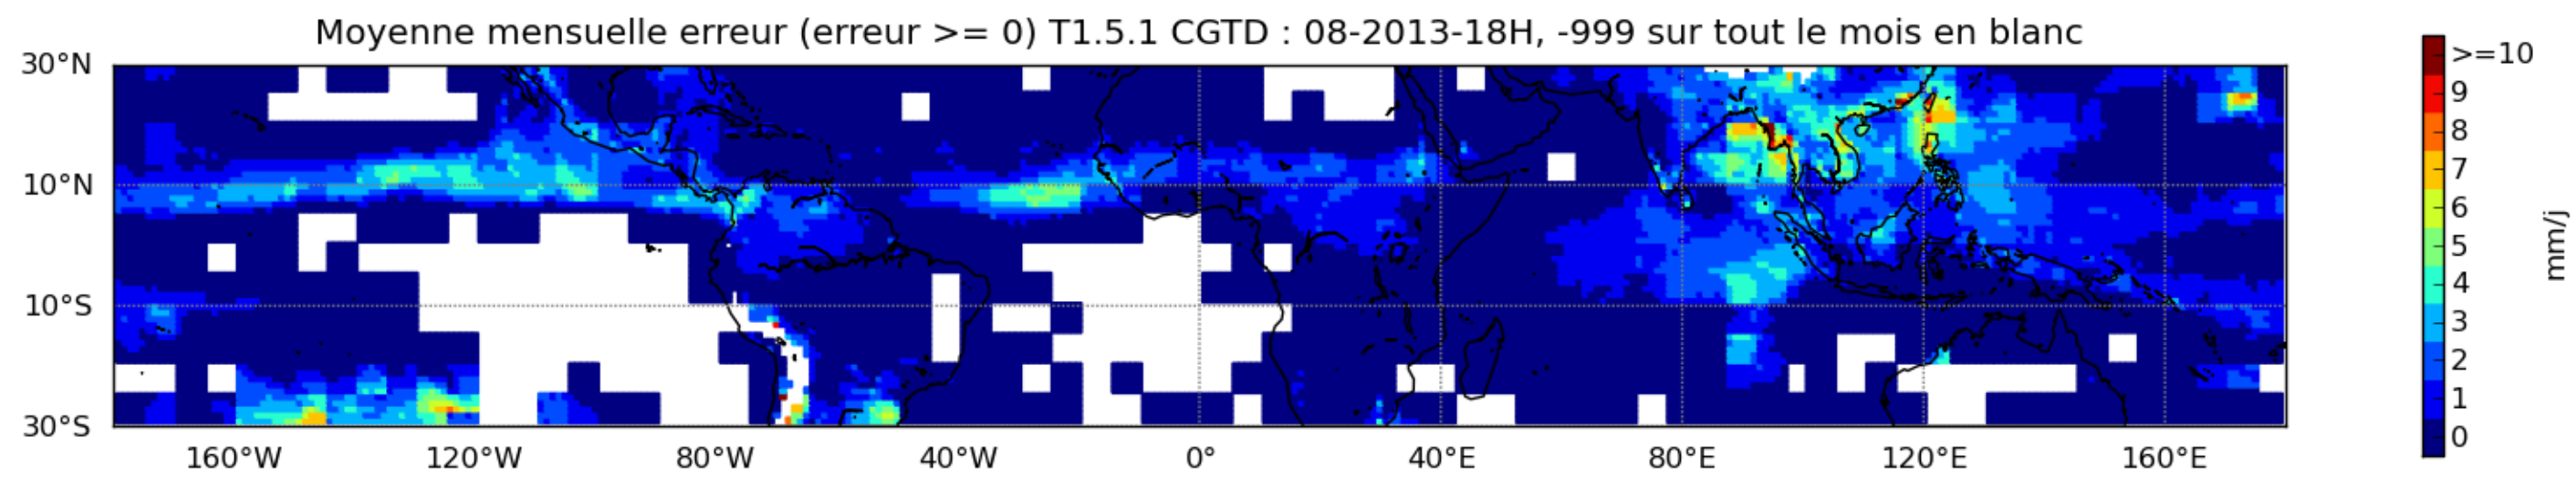 Moyenne mensuelle erreur (erreur >= 0) T1.5.1 CGTD : 08-2013-18H, -999 sur tout le mois en blanc
30°N
10°N
10°S
30°S
160°W 120°W 80°W 40°W 0° 40°E 80°E 120°E 160°E
>=10
9
8
7
6
5
4
3
2
1
0
mm/j